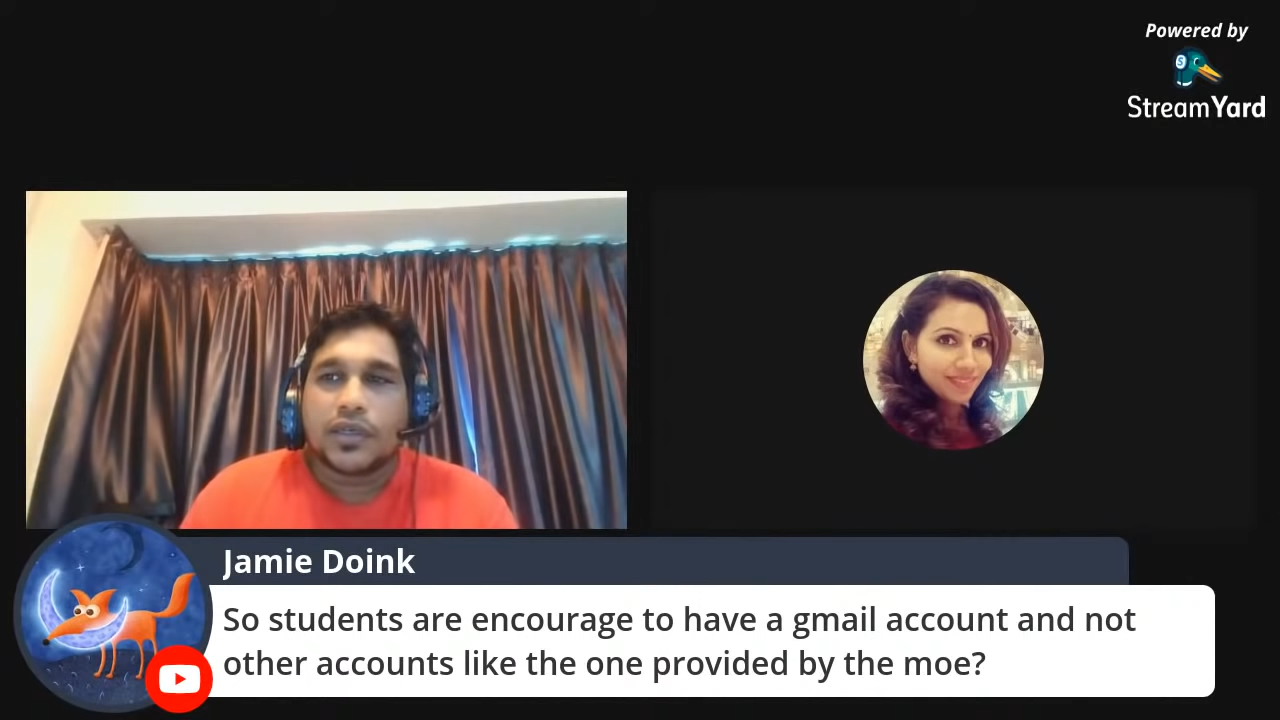 Powered by
StreamYard
Jamie Doink
So students are encourage to have a gmail account and not
other accounts like the one provided by the moe?